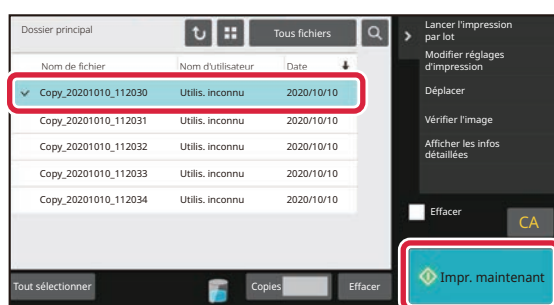 Dossier principal
Tous fichiers
Nom de fichier Nom d'utilisateur Date
Copy_20201010_112030 Utilis. inconnu 2020/10/10
Copy_20201010_112031 Utilis. inconnu 2020/10/10
Copy_20201010_112032 Utilis. inconnu 2020/10/10
Copy_20201010_112033 Utilis. inconnu 2020/10/10
Copy_20201010_112034 Utilis. inconnu 2020/10/10
Tout sélectionner
Copies
Effacer
Lancer l'impression
par lot
Modifier réglages
d'impression
Déplacer
Vérifier l'image
Afficher les infos
détaillées
Effacer
CA
Impr. maintenant